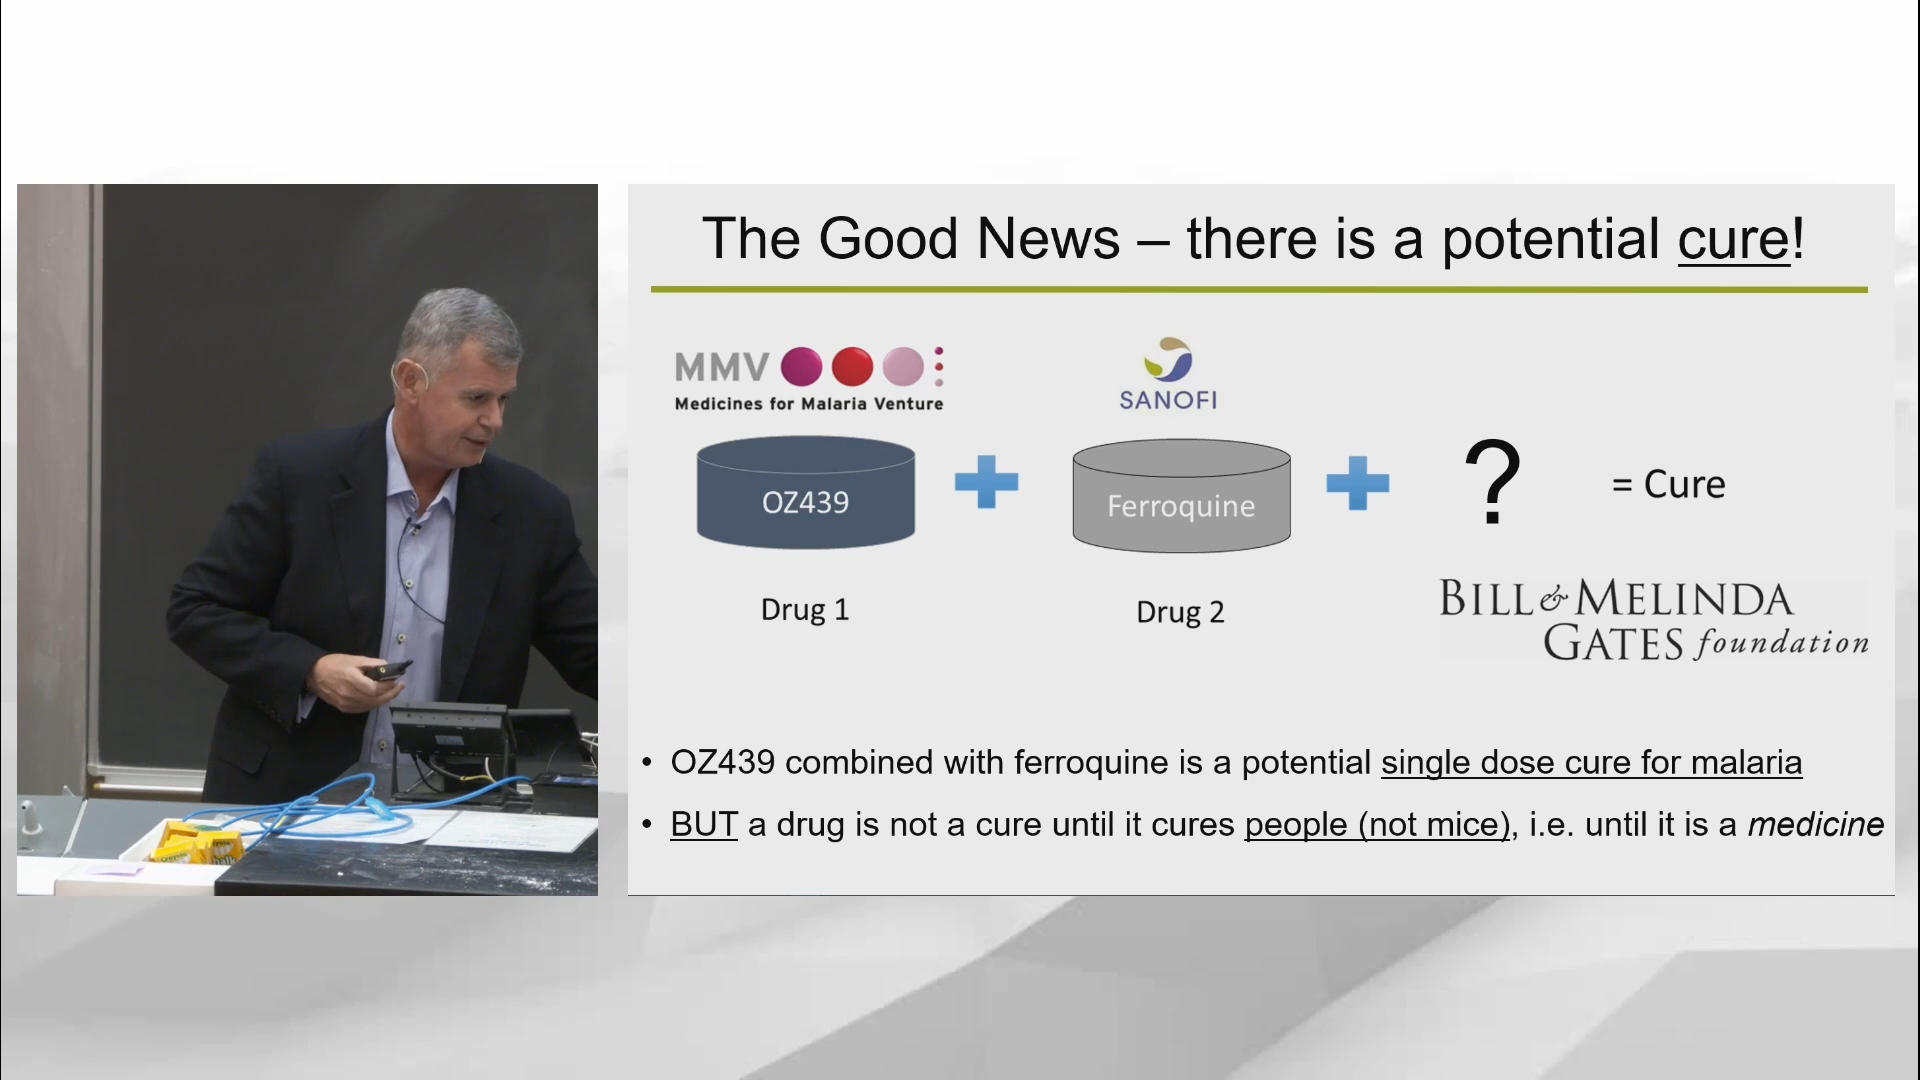 The Good News – there is a potential cure!
MMV
Medicines for Malaria Venture
SANOFI
OZ439
Ferroquine
?
= Cure
Drug 1
Drug 2
BILL & MELINDA
GATES foundation
• OZ439 combined with ferroquine is a potential single dose cure for malaria
• BUT a drug is not a cure until it cures people (not mice), i.e. until it is a medicine